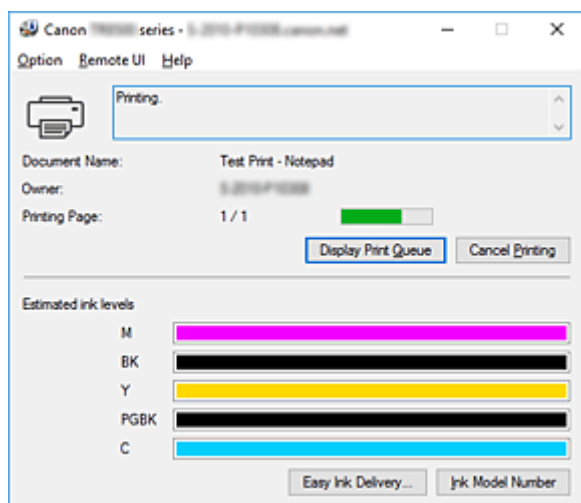 Canon series -
Option Remote UI Help
Printing.
Document Name: Test Print - Notepad
Owner:
Printing Page: 1 / 1
Display Print Queue Cancel Printing
Estimated ink levels
M
BK
Y
PGBK
C
Easy Ink Delivery... Ink Model Number